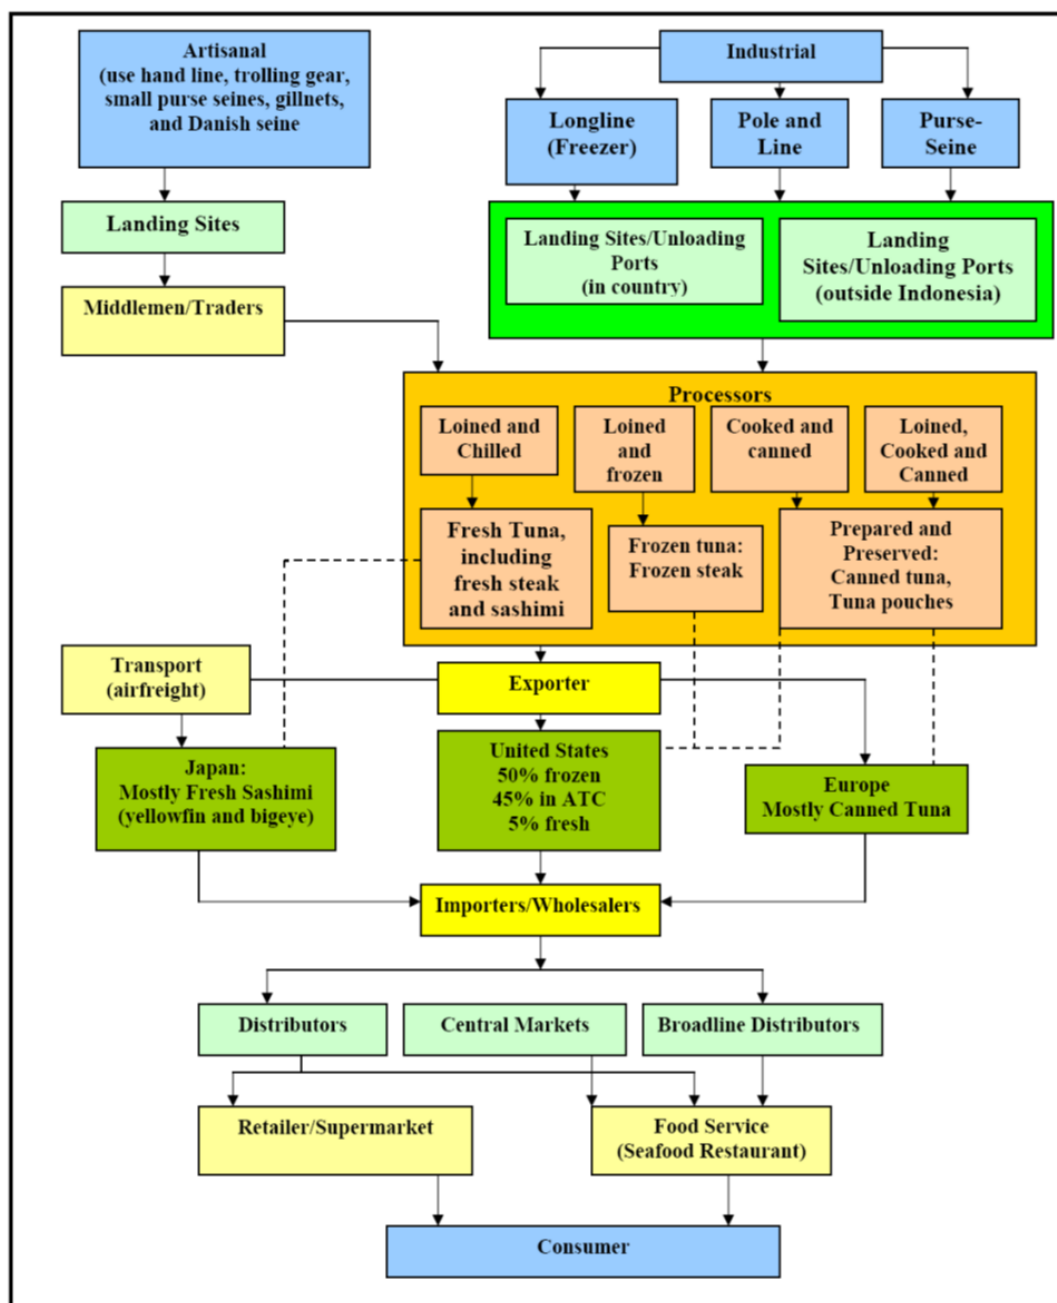 Artisanal
(use hand line, trolling gear,
small purse seines, gillnets,
and Danish seine
Industrial
Longline
(Freezer)
Pole and
Line
Purse-
Seine
Landing Sites
Landing Sites/Unloading
Ports
(in country)
Landing
Sites/Unloading Ports
(outside Indonesia)
Middlemen/Traders
Processors
Loined and
Chilled
Loined
and
frozen
Cooked and
canned
Loined,
Cooked and
Canned
Fresh Tuna,
including
fresh steak
and sashimi
Frozen tuna:
Frozen steak
Prepared and
Preserved:
Canned tuna,
Tuna pouches
Transport
(airfreight)
Exporter
Japan:
Mostly Fresh Sashimi
(yellowfin and bigeye)
United States
50% frozen
45% in ATC
5% fresh
Europe
Mostly Canned Tuna
Importers/Wholesalers
Distributors
Central Markets
Broadline Distributors
Retailer/Supermarket
Food Service
(Seafood Restaurant)
Consumer